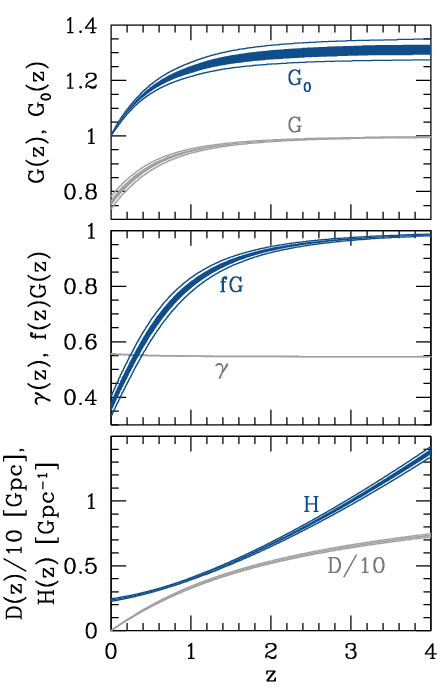 G(z), G₀(z)
1.4
1.2
1
0.8
G₀
G
γ(z), f(z)G(z)
1
0.8
0.6
0.4
fG
γ
D(z)/10 [Gpc],
H(z) [Gpc⁻¹]
1
0.5
0
H
D/10
0 1 2 3 4
z